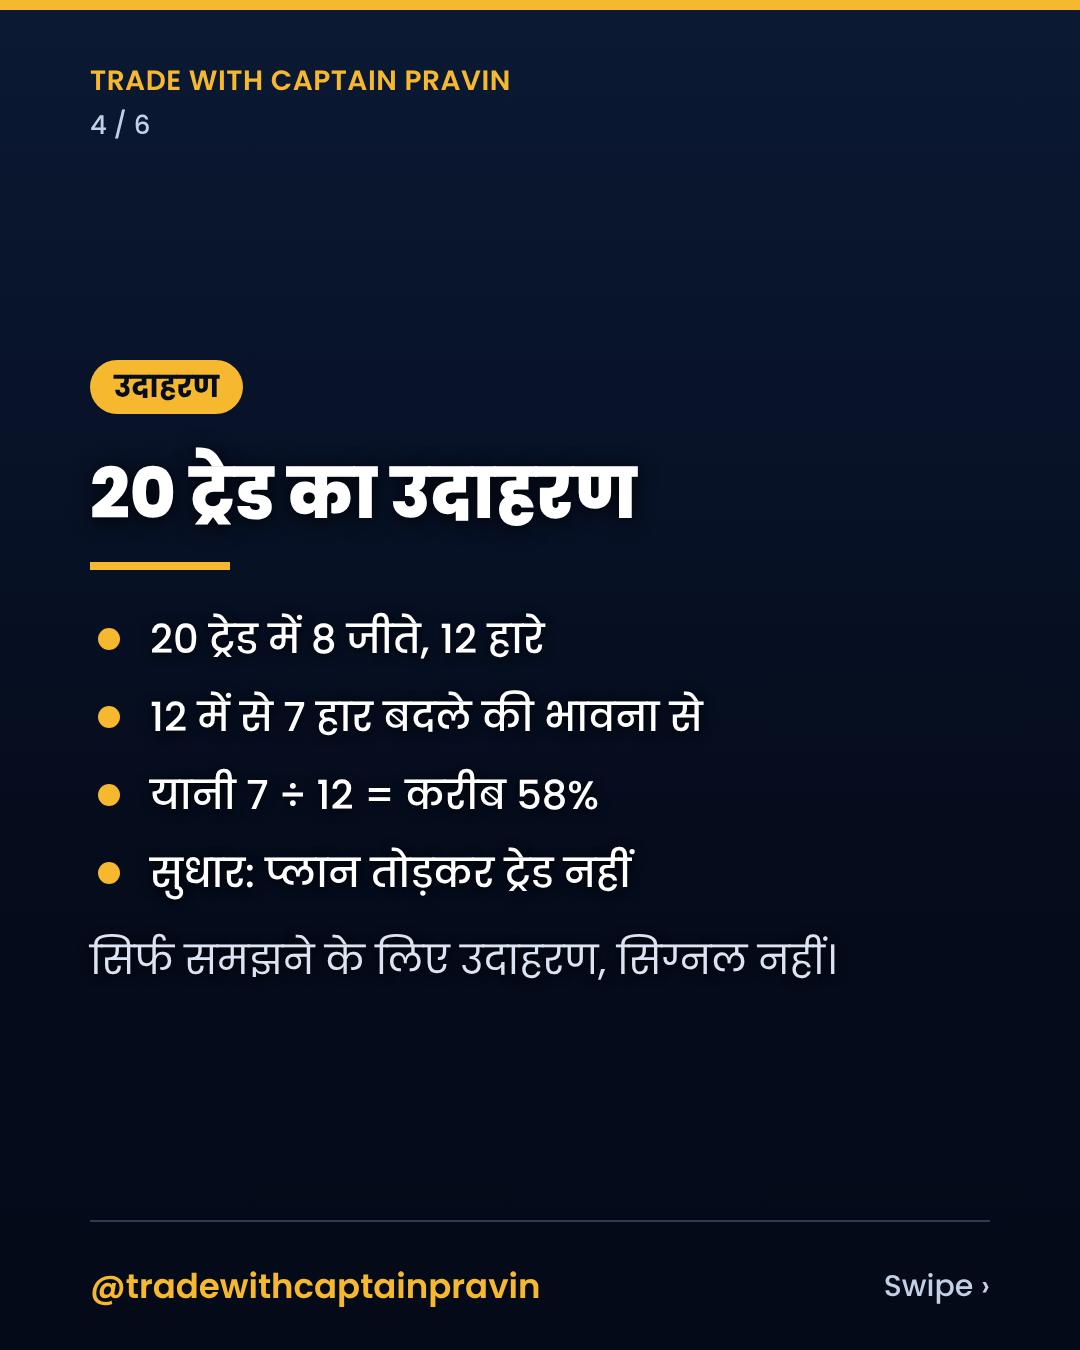 TRADE WITH CAPTAIN PRAVIN
4 / 6
उदाहरण
20 ट्रेड का उदाहरण
20 ट्रेड में 8 जीते, 12 हारे
12 में से 7 हार बदले की भावना से
यानी 7 ÷ 12 = करीब 58%
सुधार: प्लान तोड़कर ट्रेड नहीं
सिर्फ समझने के लिए उदाहरण, सिग्नल नहीं।
@tradewithcaptainpravin
Swipe ›